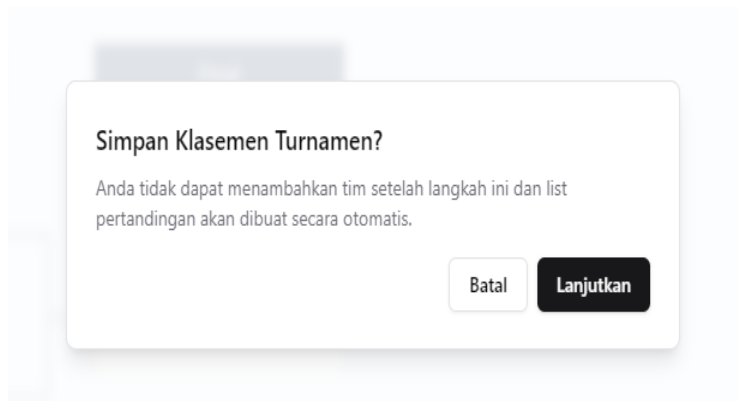 Simpan Klasemen Turnamen?
Anda tidak dapat menambahkan tim setelah langkah ini dan list
pertandingan akan dibuat secara otomatis.
Batal
Lanjutkan